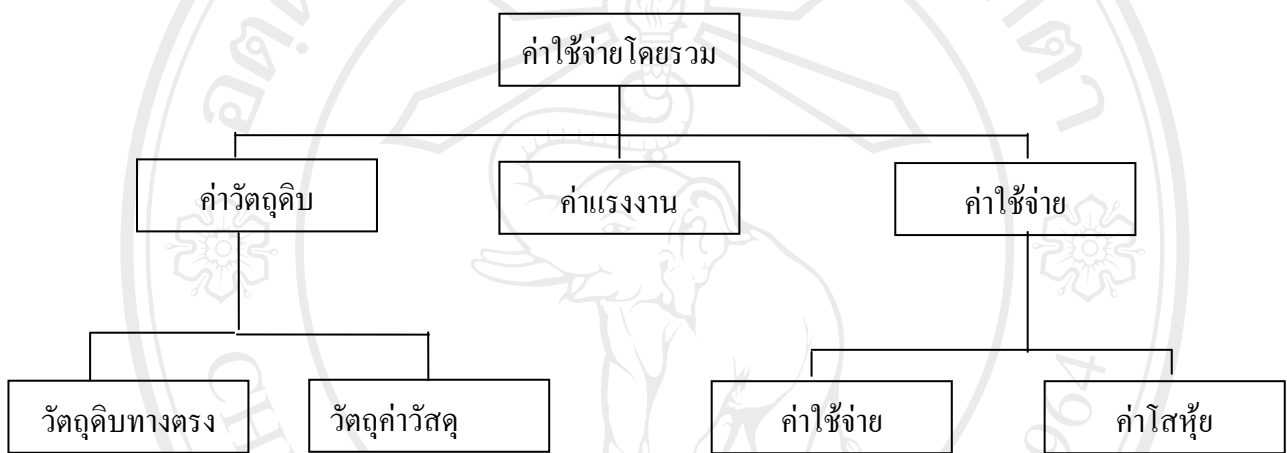 ค่าใช้จ่ายโดยรวม
ค่าวัตถุดิบ
ค่าแรงงาน
ค่าใช้จ่าย
วัตถุดิบทางตรง
วัตถุค่าวัสดุ
ค่าใช้จ่าย
ค่าโสหุ้ย